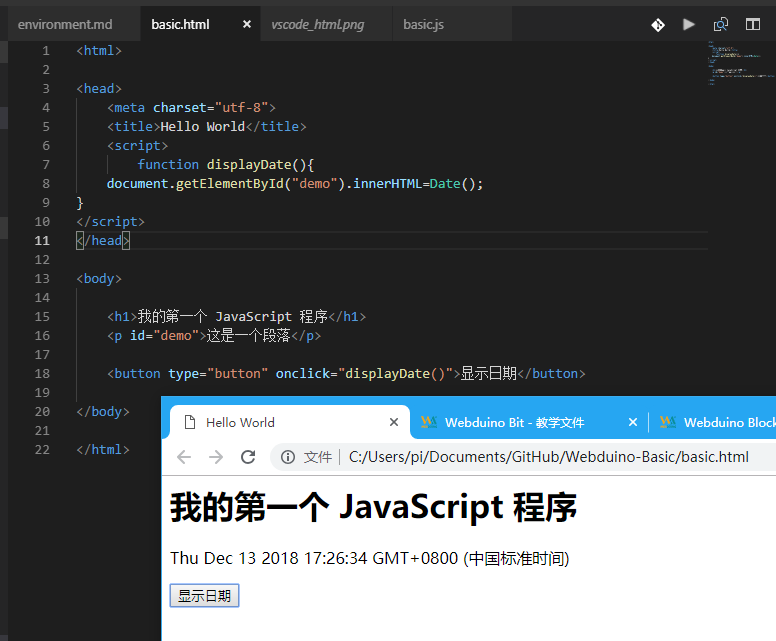 environment.md basic.html × vscode_html.png basic.js
1 <html>
2
3 <head>
4 <meta charset="utf-8">
5 <title>Hello World</title>
6 <script>
7 function displayDate(){
8 document.getElementById("demo").innerHTML=Date();
9 }
10 </script>
11 </head>
12
13 <body>
14
15 <h1>我的第一个 JavaScript 程序</h1>
16 <p id="demo">这是一个段落</p>
17
18 <button type="button" onclick="displayDate()">显示日期</button>
19
20 </body>
21
22 </html>
Hello World × Webduino Bit - 教学文件 × Webduino Block
文件 | C:/Users/pi/Documents/GitHub/Webduino-Basic/basic.html
我的第一个 JavaScript 程序
Thu Dec 13 2018 17:26:34 GMT+0800 (中国标准时间)
显示日期